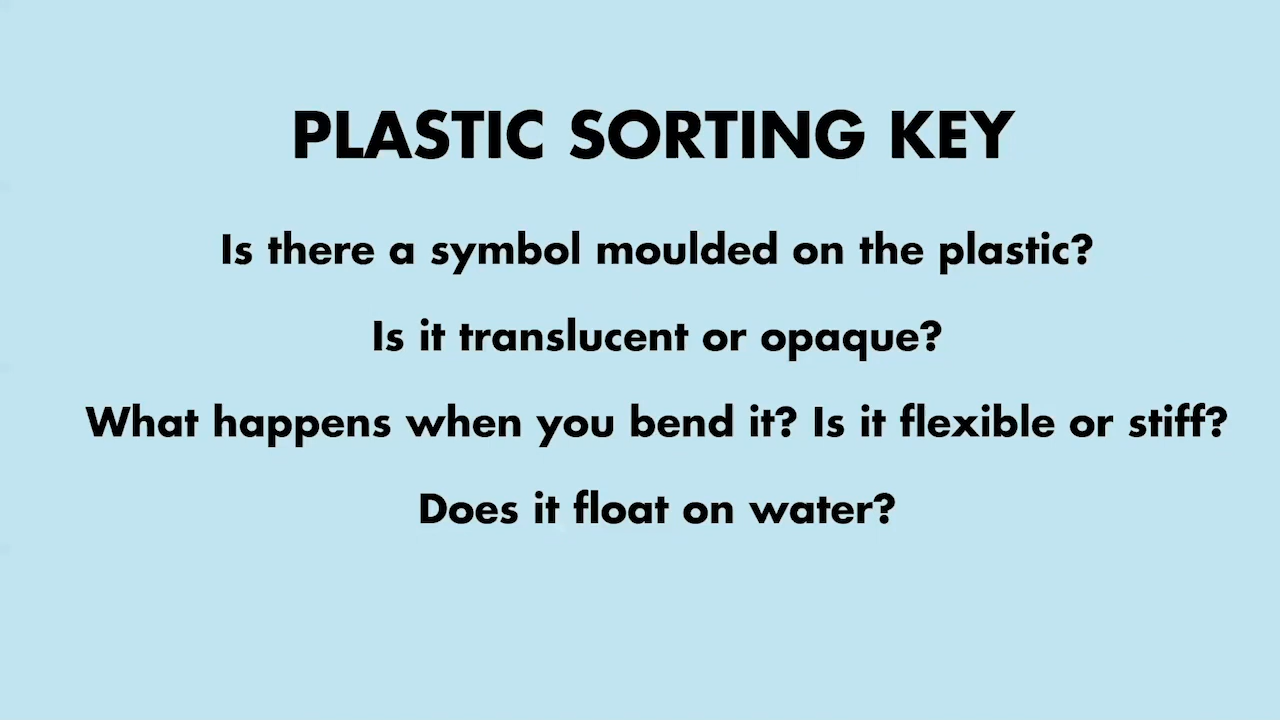 PLASTIC SORTING KEY
Is there a symbol moulded on the plastic?
Is it translucent or opaque?
What happens when you bend it? Is it flexible or stiff?
Does it float on water?